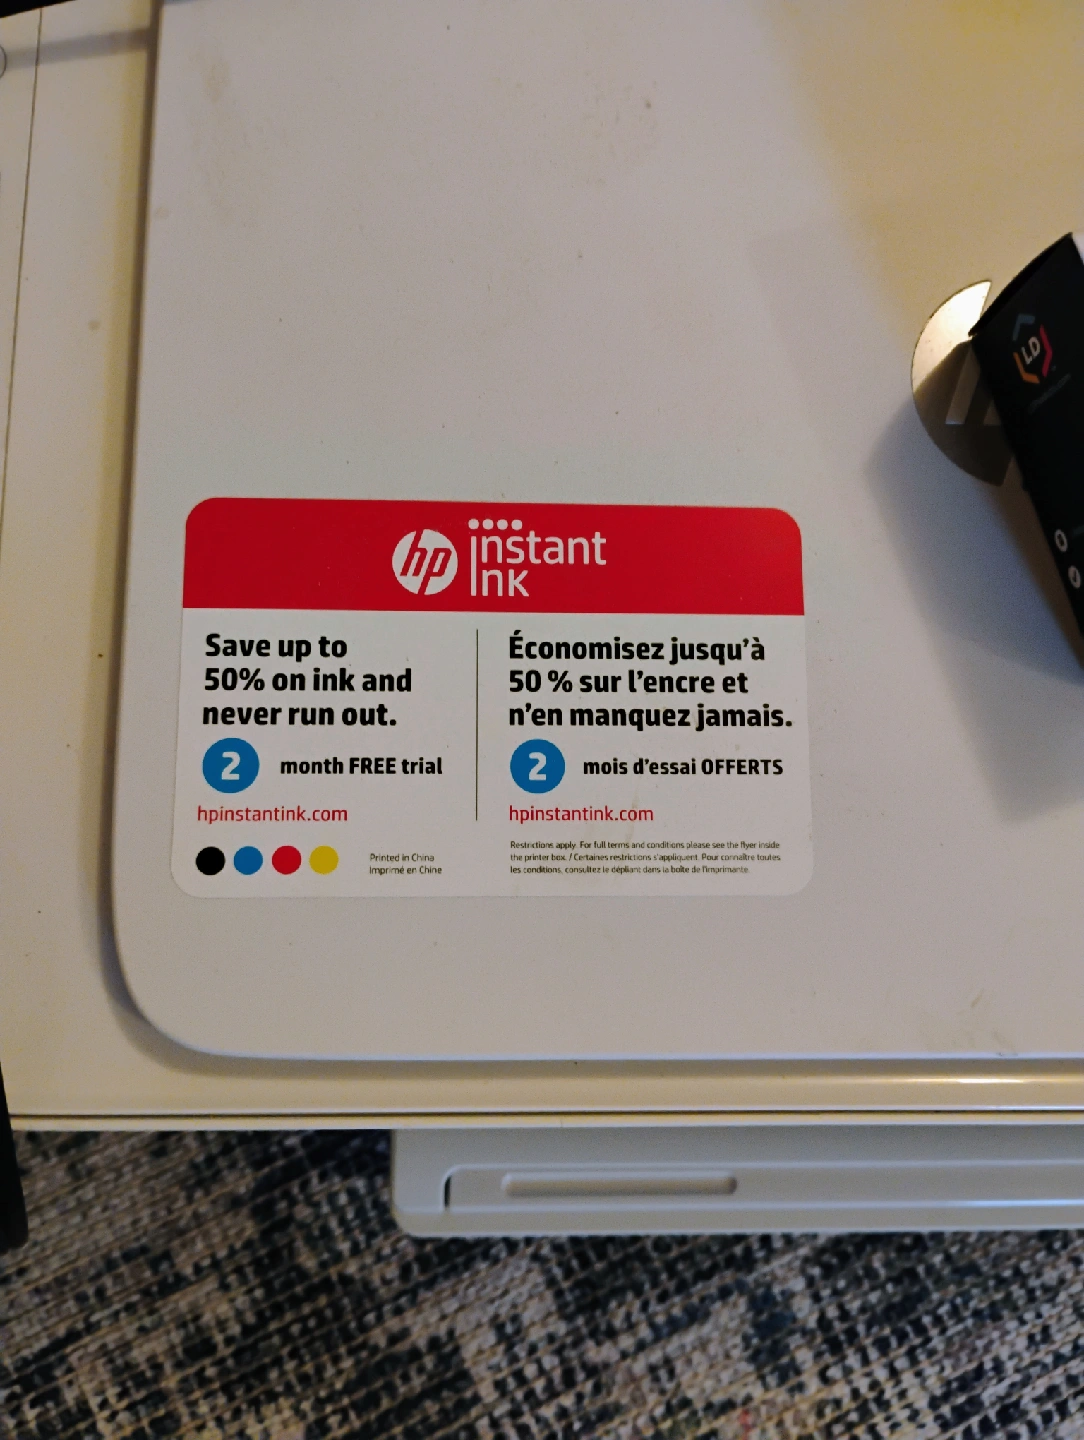 hp instant
ink
Save up to
50% on ink and
never run out.
2 month FREE trial
hpinstantink.com
Printed in China
Imprimé en Chine
Économisez jusqu'à
50 % sur l'encre et
n'en manquez jamais.
2 mois d'essai OFFERTS
hpinstantink.com
Restrictions apply. For full terms and conditions please see the flyer inside
the printer box. / Certaines restrictions s'appliquent. Pour connaître toutes
les conditions, consultez le dépliant dans la boîte de l'imprimante.
LD